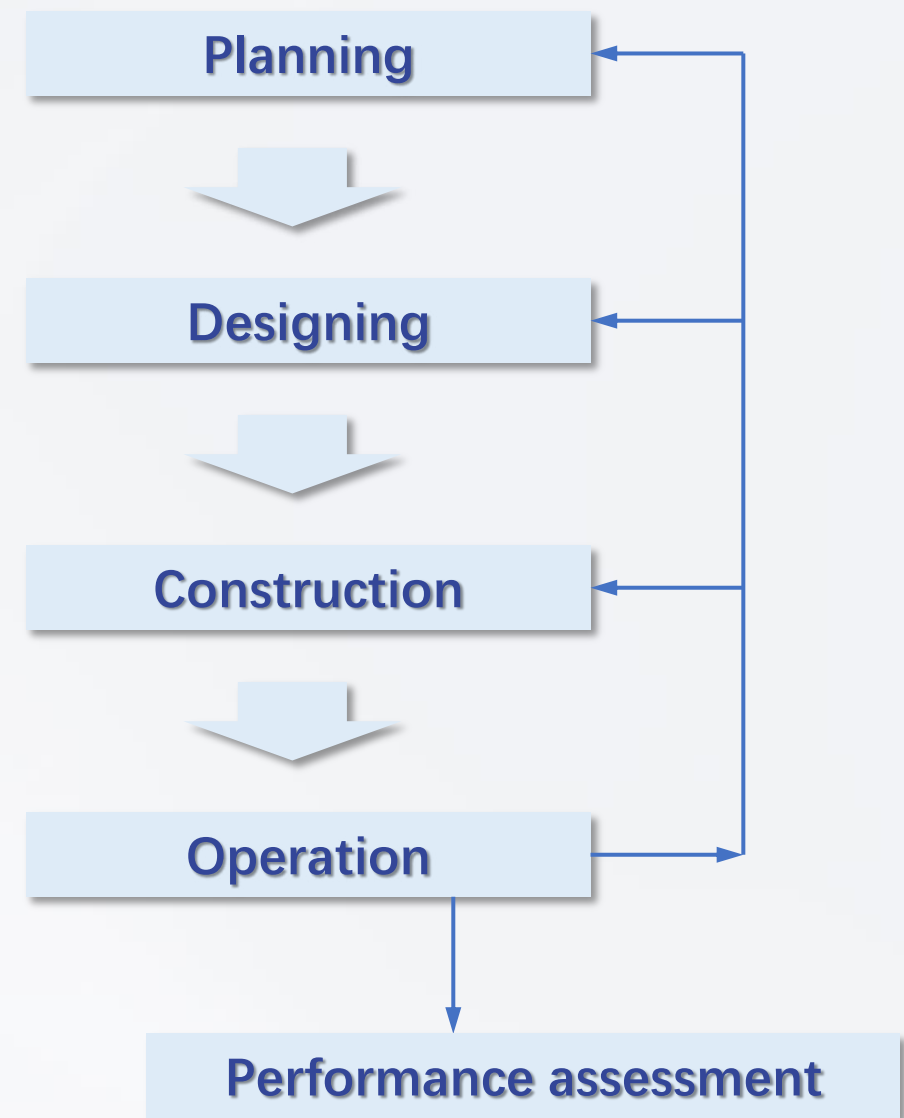 Planning
Designing
Construction
Operation
Performance assessment